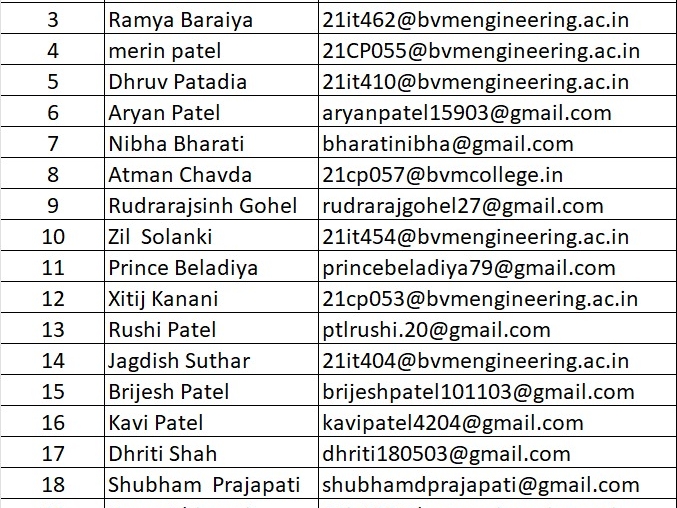 3 Ramya Baraiya 21it462@bvmengineering.ac.in
4 merin patel 21CP055@bvmengineering.ac.in
5 Dhruv Patadia 21it410@bvmengineering.ac.in
6 Aryan Patel aryanpatel15903@gmail.com
7 Nibha Bharati bharatinibha@gmail.com
8 Atman Chavda 21cp057@bvmcollege.in
9 Rudrarajsinh Gohel rudrarajgohel27@gmail.com
10 Zil  Solanki 21it454@bvmengineering.ac.in
11 Prince Beladiya princebeladiya79@gmail.com
12 Xitij Kanani 21cp053@bvmengineering.ac.in
13 Rushi Patel ptlrushi.20@gmail.com
14 Jagdish Suthar 21it404@bvmengineering.ac.in
15 Brijesh Patel brijeshpatel101103@gmail.com
16 Kavi Patel kavipatel4204@gmail.com
17 Dhriti Shah dhriti180503@gmail.com
18 Shubham  Prajapati shubhamdprajapati@gmail.com